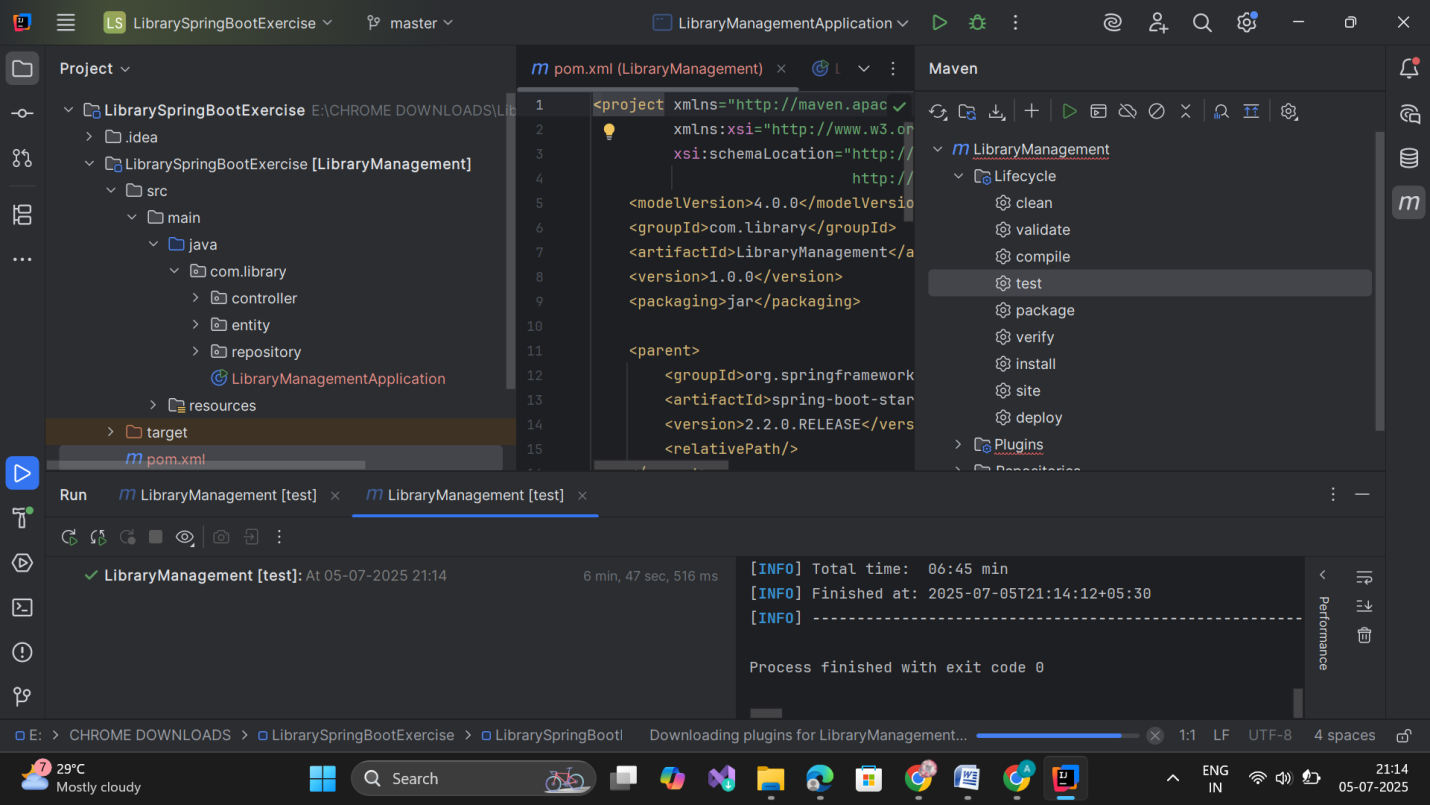 LS LibrarySpringBootExercise master LibraryManagementApplication
Project
LibrarySpringBootExercise E:\CHROME DOWNLOADS\Lib
.idea
LibrarySpringBootExercise [LibraryManagement]
src
main
java
com.library
controller
entity
repository
LibraryManagementApplication
resources
target
m pom.xml
m pom.xml (LibraryManagement)
1 <project xmlns="http://maven.apac
2 xmlns:xsi="http://www.w3.or
3 xsi:schemaLocation="http://
4 http://
5 <modelVersion>4.0.0</modelVersio
6 <groupId>com.library</groupId>
7 <artifactId>LibraryManagement</a
8 <version>1.0.0</version>
9 <packaging>jar</packaging>
10
11 <parent>
12 <groupId>org.springframework
13 <artifactId>spring-boot-star
14 <version>2.2.0.RELEASE</vers
15 <relativePath/>
Maven
m LibraryManagement
Lifecycle
clean
validate
compile
test
package
verify
install
site
deploy
Plugins
Repositories
m
Run m LibraryManagement [test] m LibraryManagement [test]
LibraryManagement [test]: At 05-07-2025 21:14 6 min, 47 sec, 516 ms
[INFO] Total time: 06:45 min
[INFO] Finished at: 2025-07-05T21:14:12+05:30
[INFO] -------------------------------------------------------
Process finished with exit code 0
Performance
E: > CHROME DOWNLOADS > LibrarySpringBootExercise > LibrarySpringBootI Downloading plugins for LibraryManagement... 1:1 LF UTF-8 4 spaces
7 29°C
Mostly cloudy
Search
A
ENG
IN
21:14
05-07-2025